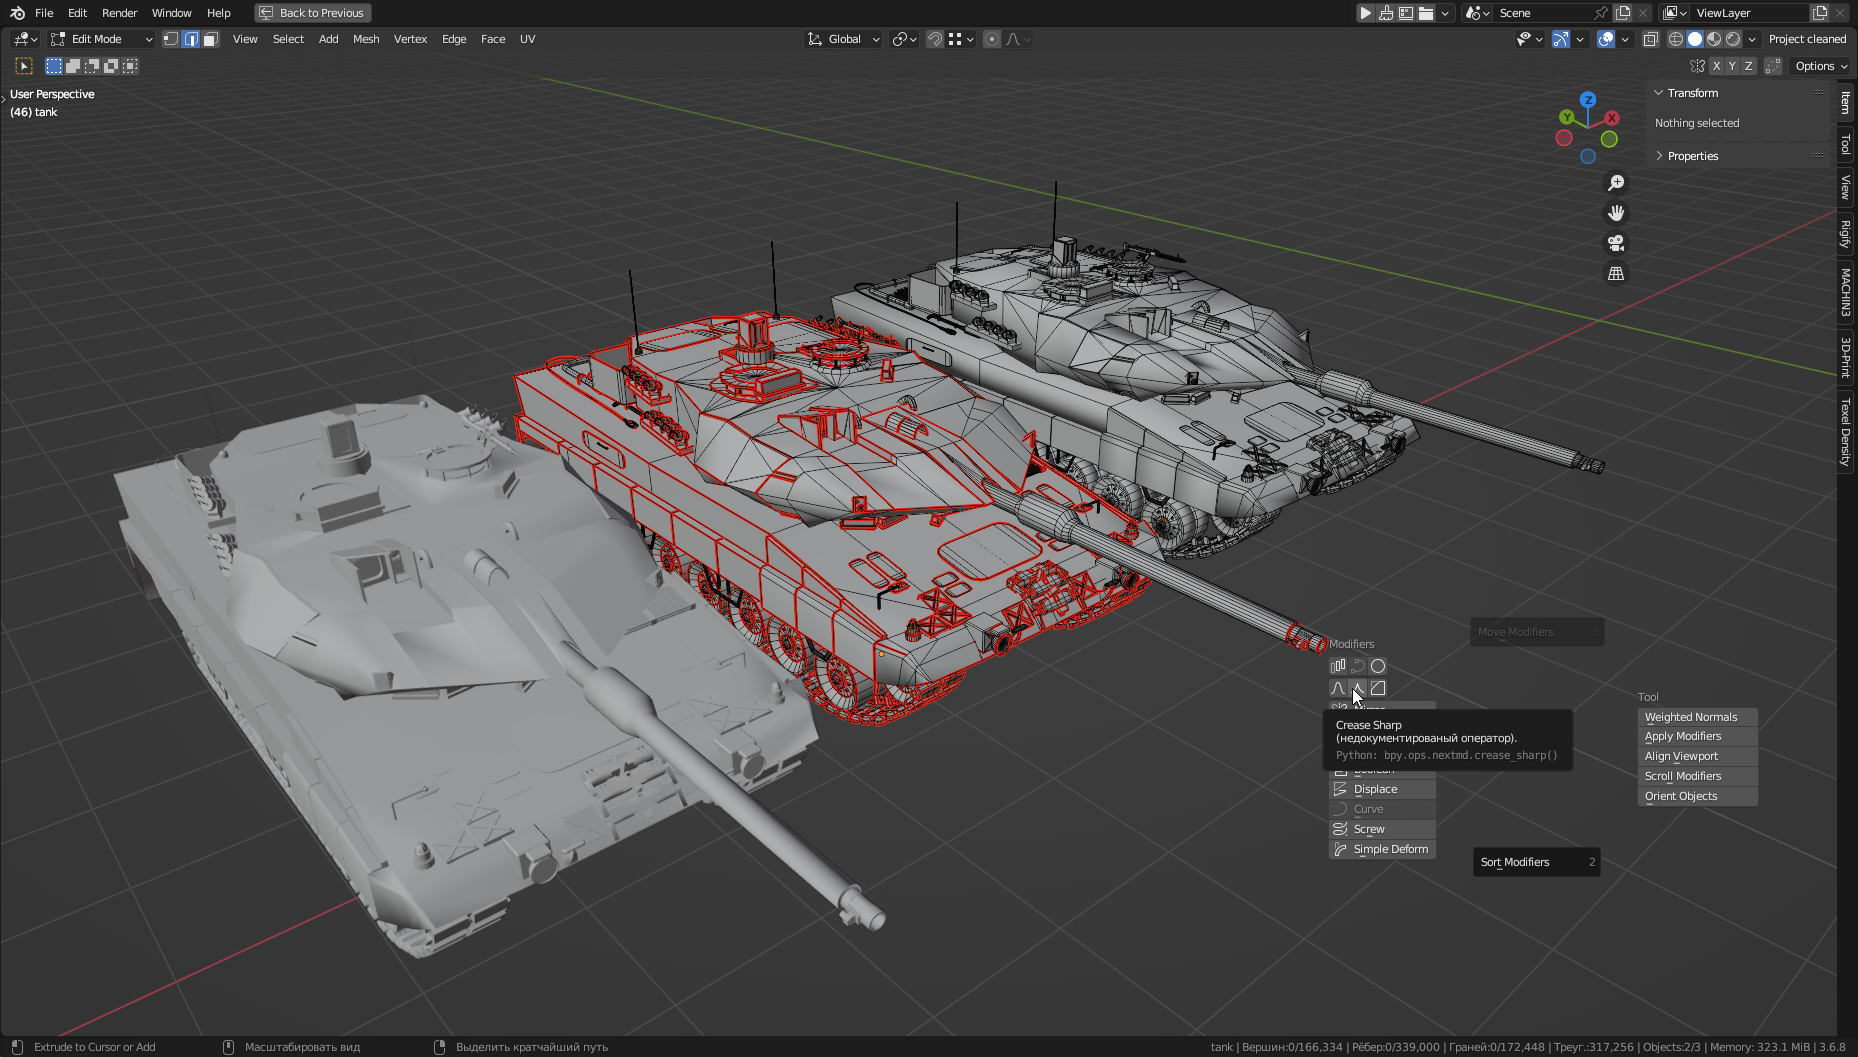 File Edit Render Window Help Back to Previous Scene ViewLayer
Edit Mode View Select Add Mesh Vertex Edge Face UV Global Project cleaned
X Y Z Options
User Perspective
(46) tank
Z
Y
X
Transform
Nothing selected
Properties
Item
Tool
View
Rigify
MACHIN3
3D-Print
Texel Density
Move Modifiers 8
Modifiers
Crease Sharp
(недокументированый оператор).
Python: bpy.ops.nextmd.crease_sharp()
Displace
Curve
Screw
Simple Deform
Tool
Weighted Normals
Apply Modifiers
Align Viewport
Scroll Modifiers
Orient Objects
Sort Modifiers 2
Extrude to Cursor or Add Масштабировать вид Выделить кратчайший путь tank | Вершин:0/166,334 | Рёбер:0/339,000 | Граней:0/172,448 | Треуг.:317,256 | Objects:2/3 | Memory: 323.1 MiB | 3.6.8